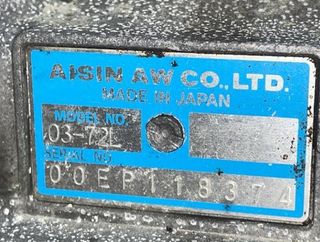 AISIN AW CO.,LTD.
MADE IN JAPAN
MODEL NO.
03-72L
SERIAL NO.
00EP118374